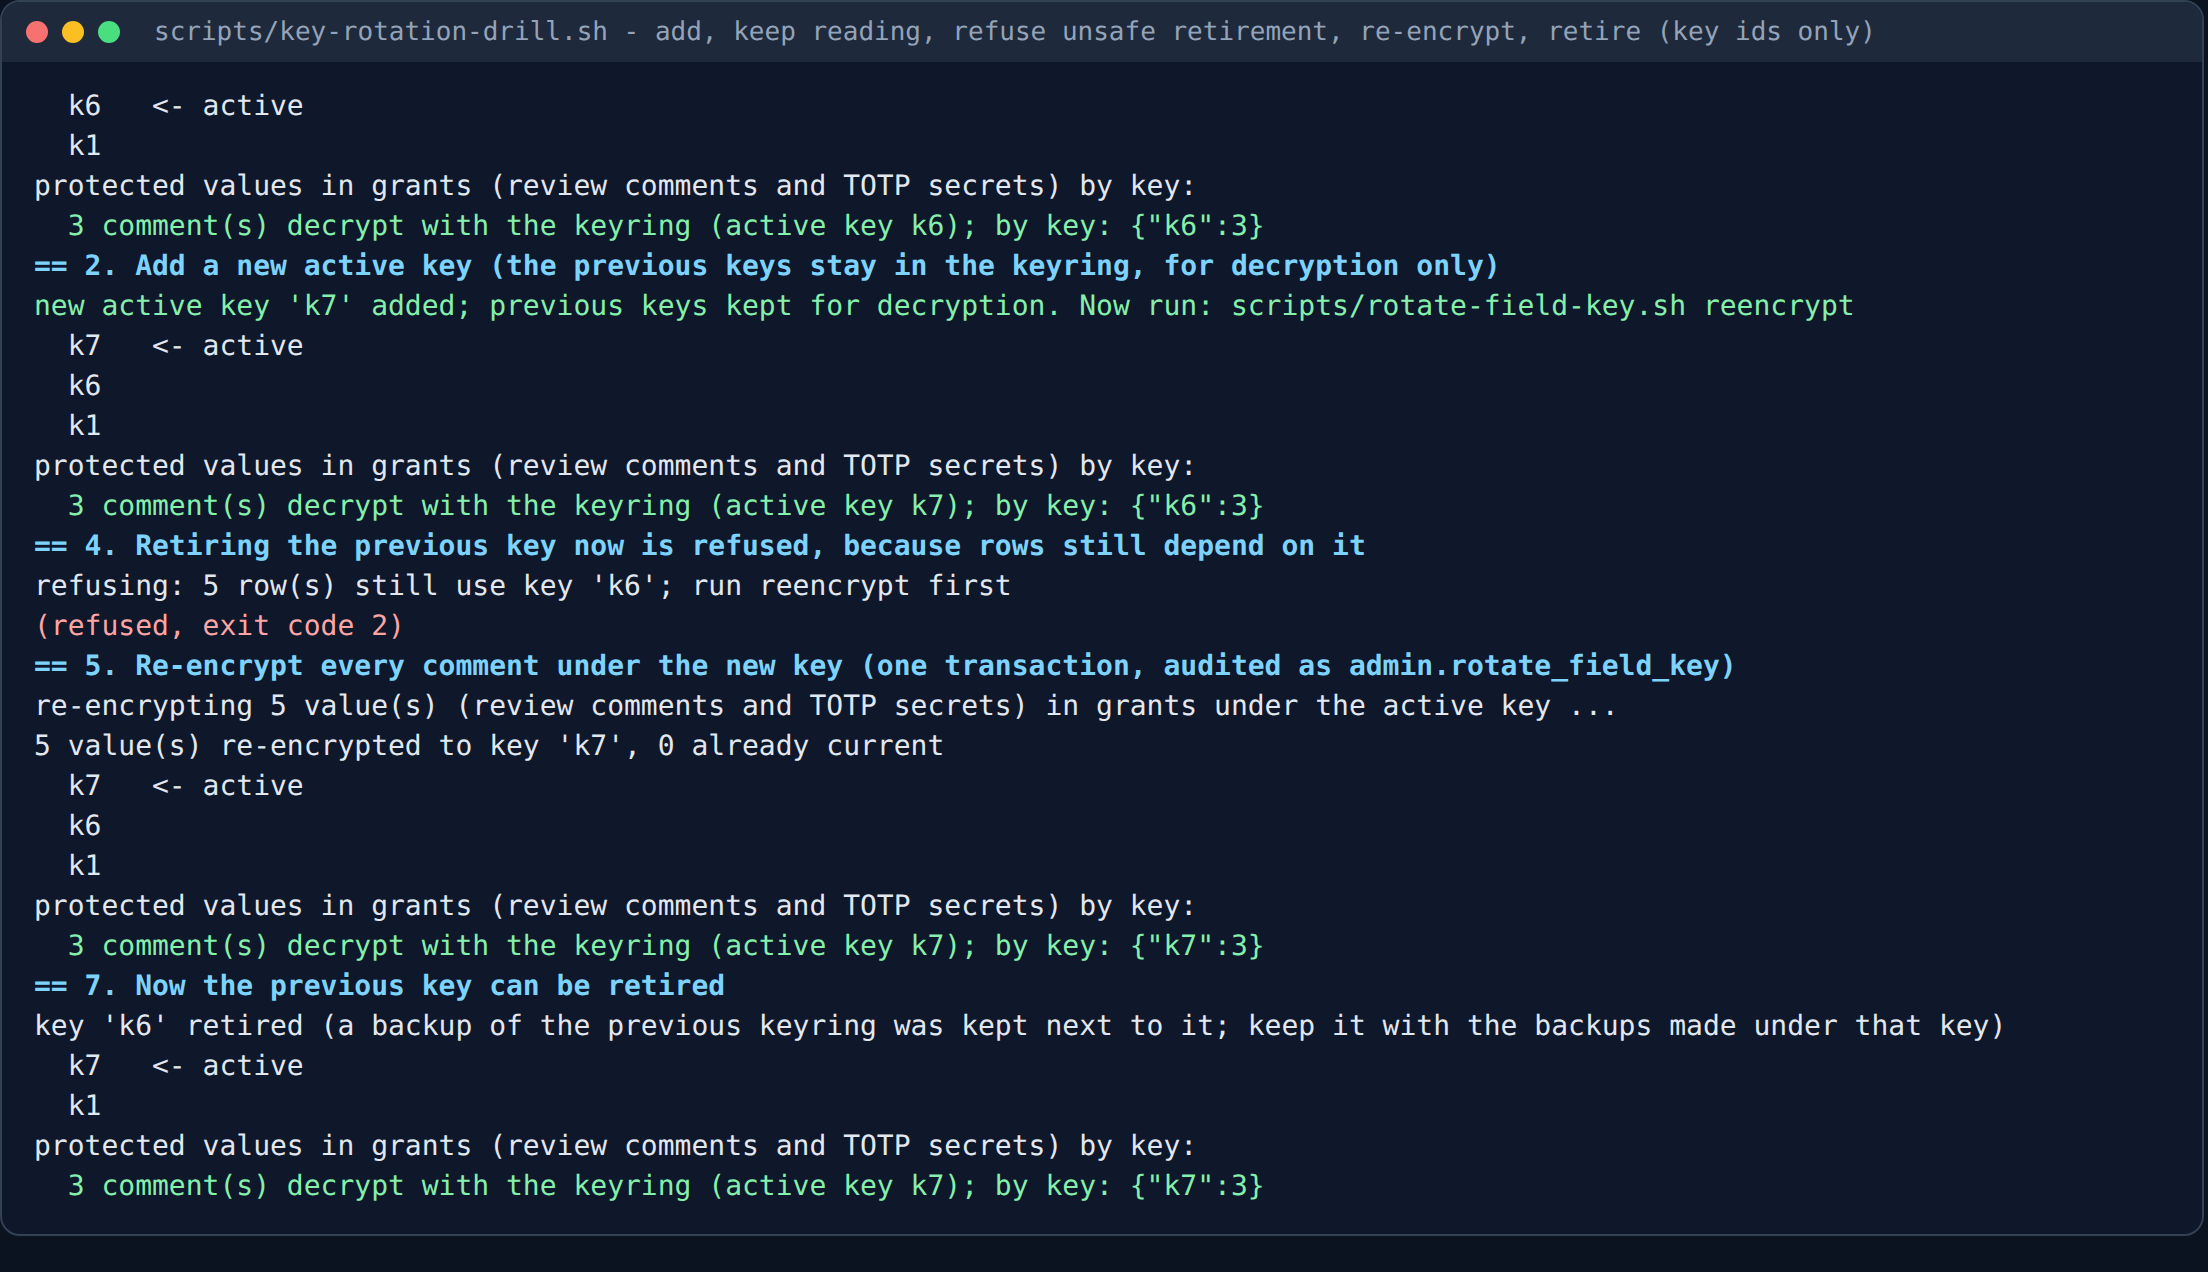 scripts/key-rotation-drill.sh - add, keep reading, refuse unsafe retirement, re-encrypt, retire (key ids only)
  k6   <- active
  k1
protected values in grants (review comments and TOTP secrets) by key:
  3 comment(s) decrypt with the keyring (active key k6); by key: {"k6":3}
== 2. Add a new active key (the previous keys stay in the keyring, for decryption only)
new active key 'k7' added; previous keys kept for decryption. Now run: scripts/rotate-field-key.sh reencrypt
  k7   <- active
  k6
  k1
protected values in grants (review comments and TOTP secrets) by key:
  3 comment(s) decrypt with the keyring (active key k7); by key: {"k6":3}
== 4. Retiring the previous key now is refused, because rows still depend on it
refusing: 5 row(s) still use key 'k6'; run reencrypt first
(refused, exit code 2)
== 5. Re-encrypt every comment under the new key (one transaction, audited as admin.rotate_field_key)
re-encrypting 5 value(s) (review comments and TOTP secrets) in grants under the active key ...
5 value(s) re-encrypted to key 'k7', 0 already current
  k7   <- active
  k6
  k1
protected values in grants (review comments and TOTP secrets) by key:
  3 comment(s) decrypt with the keyring (active key k7); by key: {"k7":3}
== 7. Now the previous key can be retired
key 'k6' retired (a backup of the previous keyring was kept next to it; keep it with the backups made under that key)
  k7   <- active
  k1
protected values in grants (review comments and TOTP secrets) by key:
  3 comment(s) decrypt with the keyring (active key k7); by key: {"k7":3}